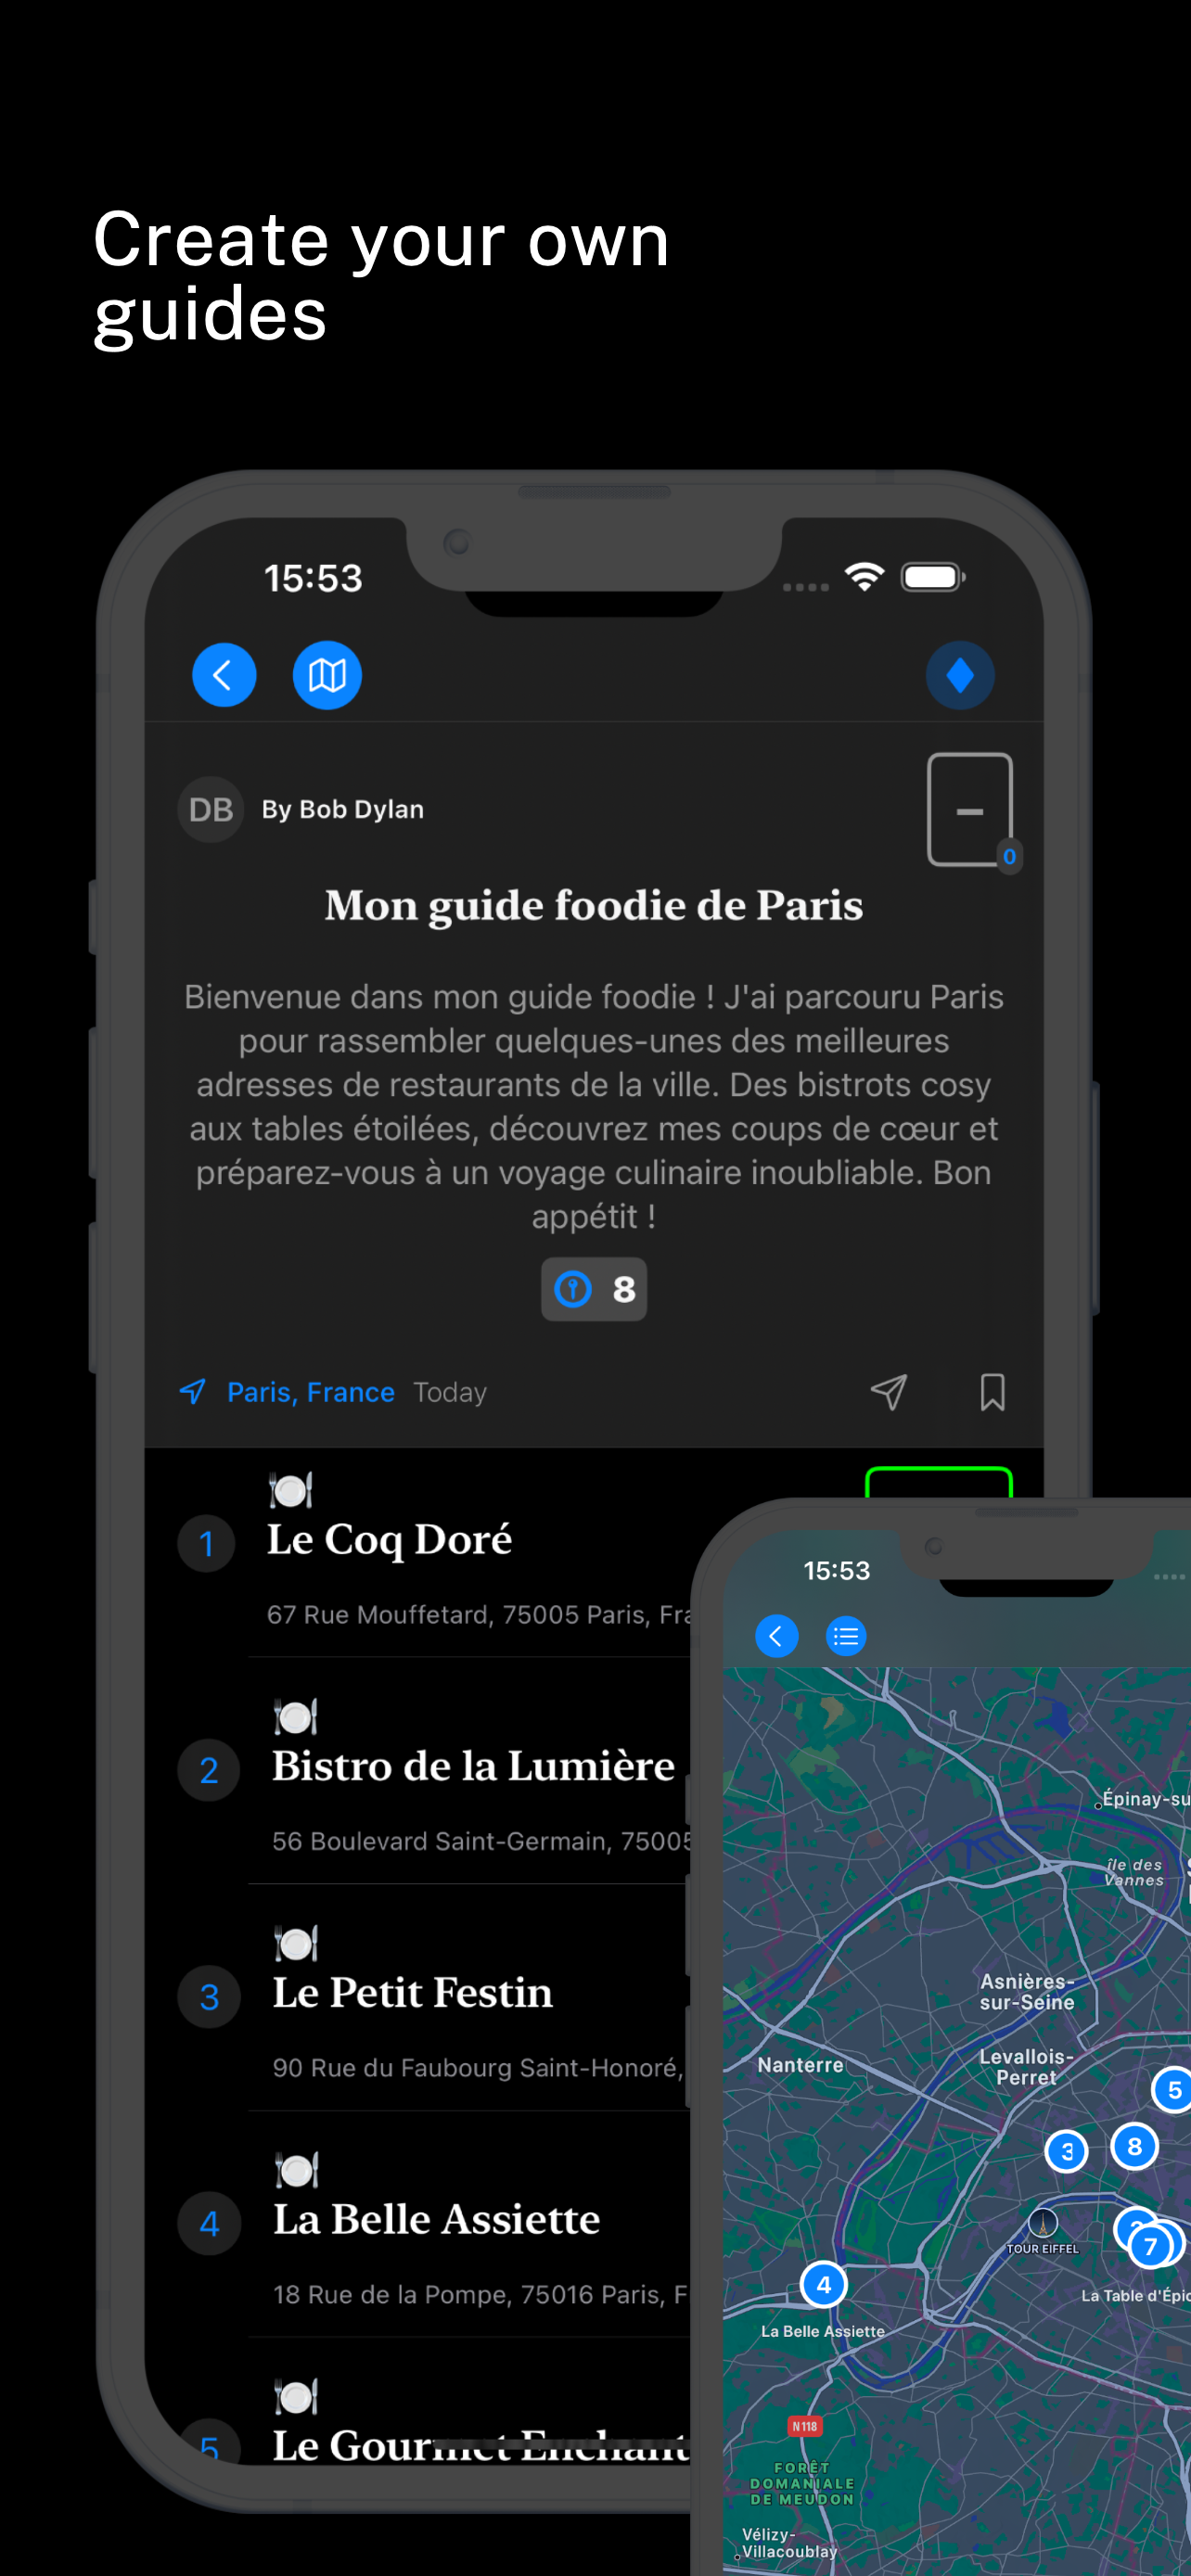 Create your own
guides
15:53
DB By Bob Dylan
–
0
Mon guide foodie de Paris
Bienvenue dans mon guide foodie ! J'ai parcouru Paris
pour rassembler quelques-unes des meilleures
adresses de restaurants de la ville. Des bistrots cosy
aux tables étoilées, découvrez mes coups de cœur et
préparez-vous à un voyage culinaire inoubliable. Bon
appétit !
8
Paris, France Today
1
Le Coq Doré
67 Rue Mouffetard, 75005 Paris, Fra
2
Bistro de la Lumière
56 Boulevard Saint-Germain, 75005
3
Le Petit Festin
90 Rue du Faubourg Saint-Honoré,
4
La Belle Assiette
18 Rue de la Pompe, 75016 Paris, F
5
Le Gourmet Enchant
15:53
Épinay-su
île des
Vannes
Asnières-
sur-Seine
Nanterre
Levallois-
Perret
5
3
8
TOUR EIFFEL
7
4
La Table d'Épic
La Belle Assiette
N118
FORÊT
DOMANIALE
DE MEUDON
Vélizy-
Villacoublay